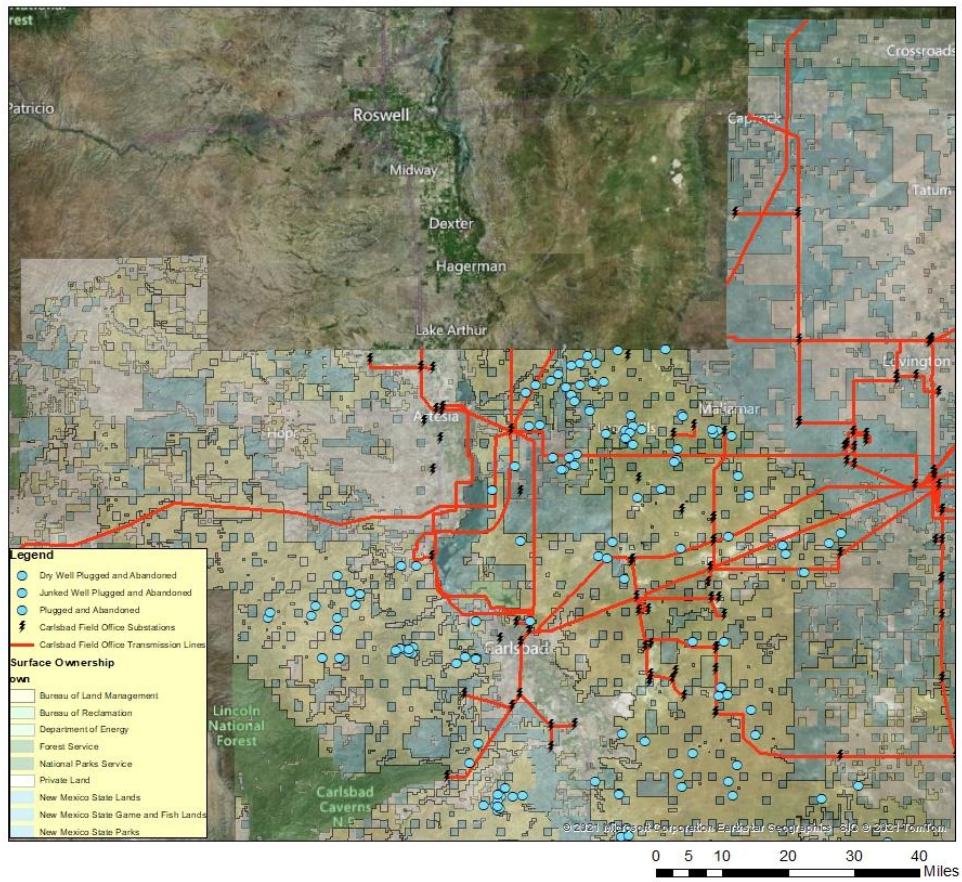 rest
Crossroads
Patricio
Roswell
Caprock
Midway
Tatum
Dexter
Hagerman
Lake Arthur
Lovington
Artesia
Maljamar
Hope
Legend
Dry Well Plugged and Abandoned
Junked Well Plugged and Abandoned
Plugged and Abandoned
Carlsbad Field Office Substations
Carlsbad Field Office Transmission Lines
Surface Ownership
own
Bureau of Land Management
Bureau of Reclamation
Department of Energy
Forest Service
National Parks Service
Private Land
New Mexico State Lands
New Mexico State Game and Fish Lands
New Mexico State Parks
Carlsbad
Lincoln
National
Forest
Carlsbad
Caverns
N.P.
© 2021 Microsoft Corporation Earthstar Geographics SIO © 2021 TomTom
0 5 10 20 30 40
Miles